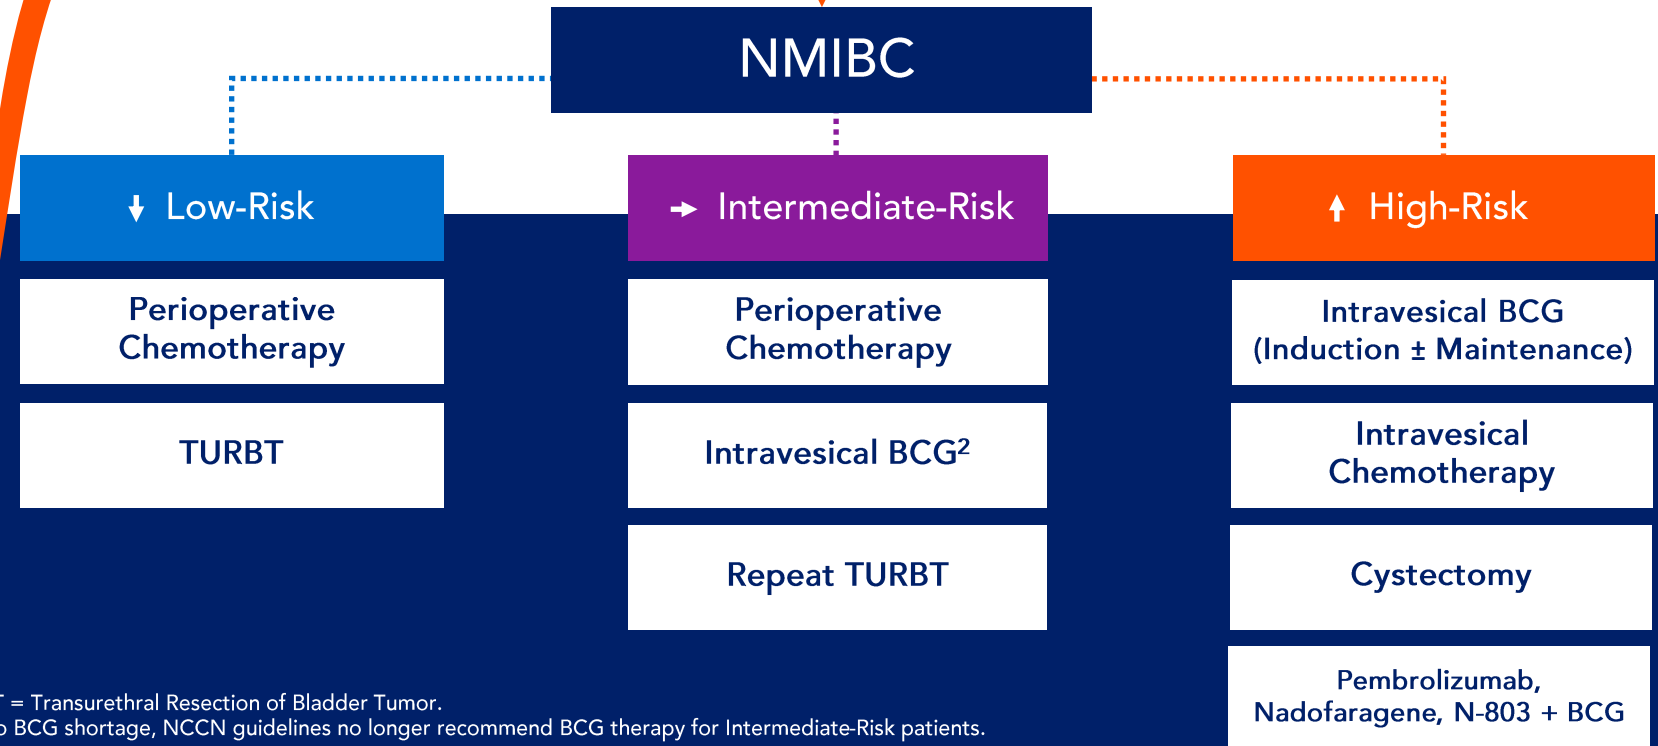 NMIBC
Low-Risk
Perioperative
Chemotherapy
TURBT
Intermediate-Risk
Perioperative
Chemotherapy
Intravesical BCG²
Repeat TURBT
High-Risk
Intravesical BCG
(Induction ± Maintenance)
Intravesical
Chemotherapy
Cystectomy
Pembrolizumab,
Nadofaragene, N-803 + BCG
= Transurethral Resection of Bladder Tumor.
BCG shortage, NCCN guidelines no longer recommend BCG therapy for Intermediate-Risk patients.